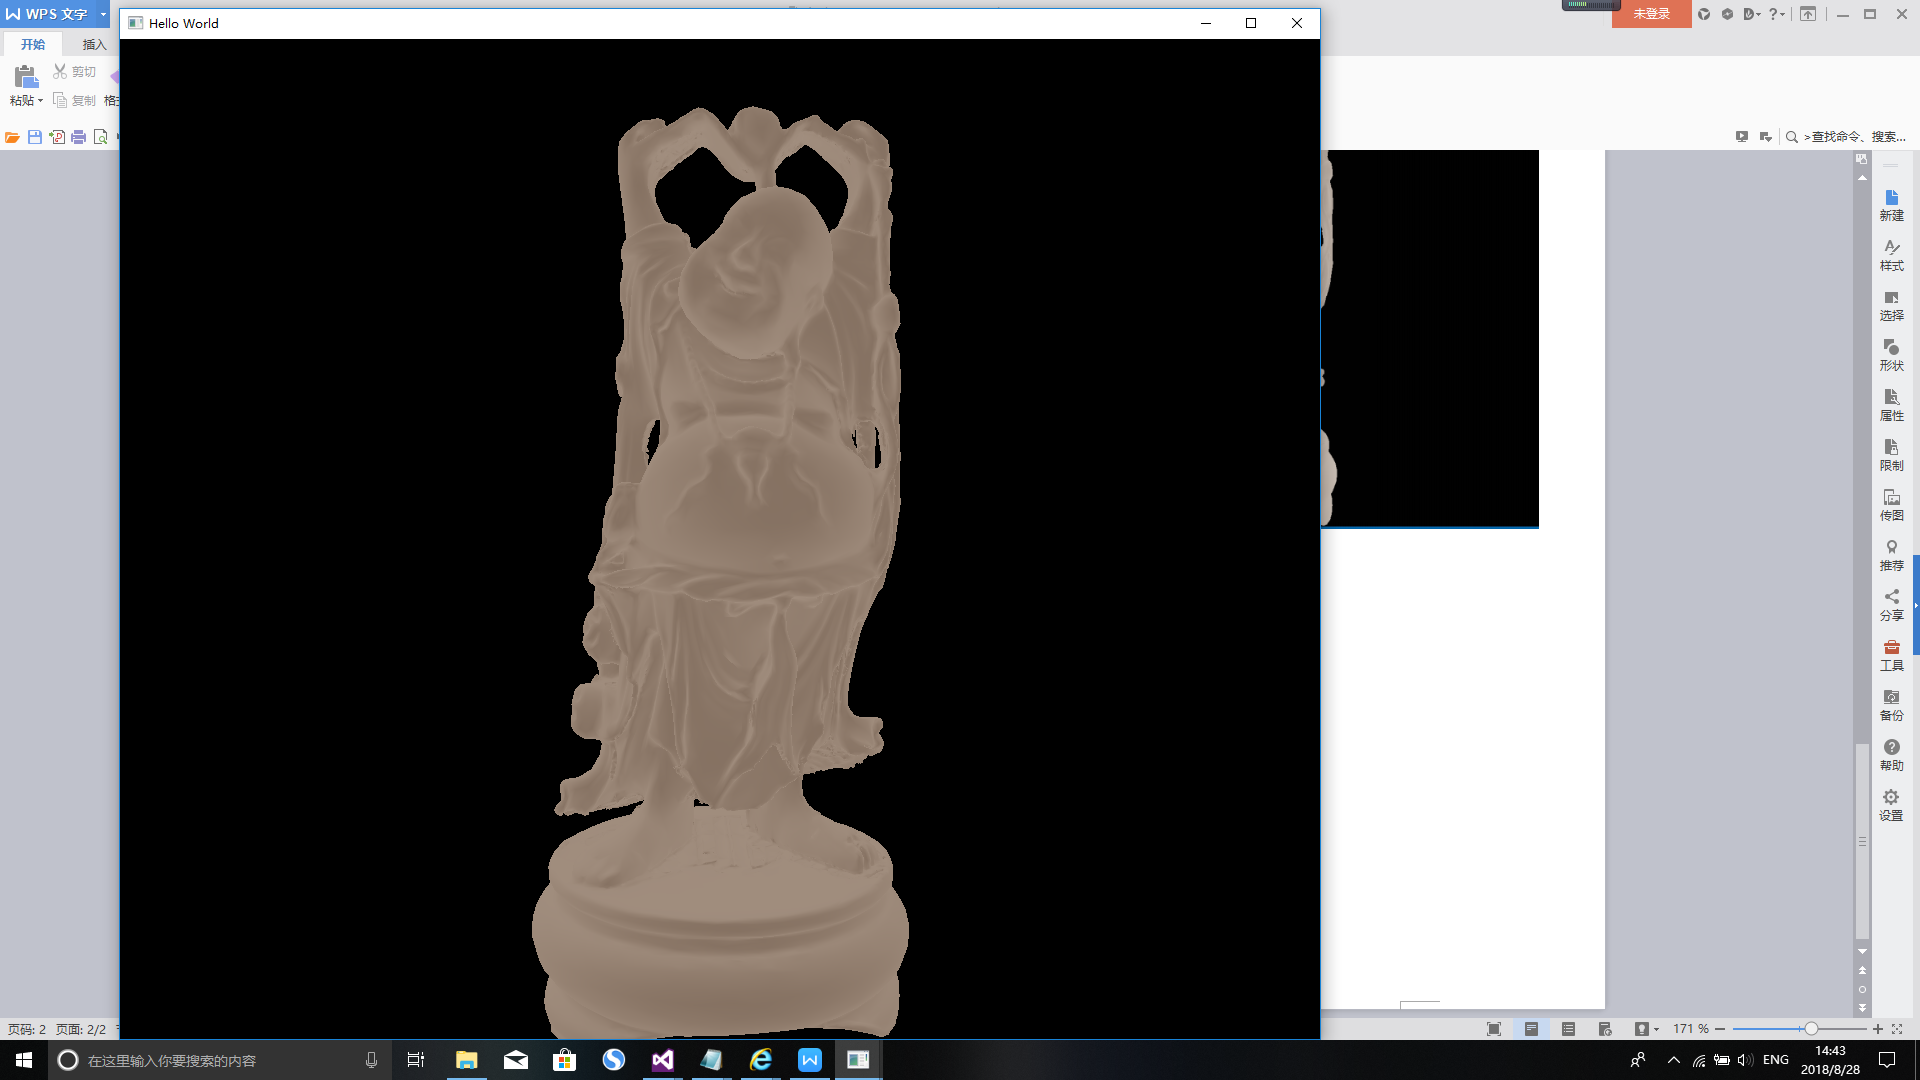 WPS 文字
Hello World
未登录
开始
插入
剪切
粘贴
复制
>查找命令、搜索...
新建
样式
选择
形状
属性
限制
传图
推荐
分享
工具
备份
帮助
设置
页码: 2
页面: 2/2
171 %
在这里输入你要搜索的内容
ENG
14:43
2018/8/28